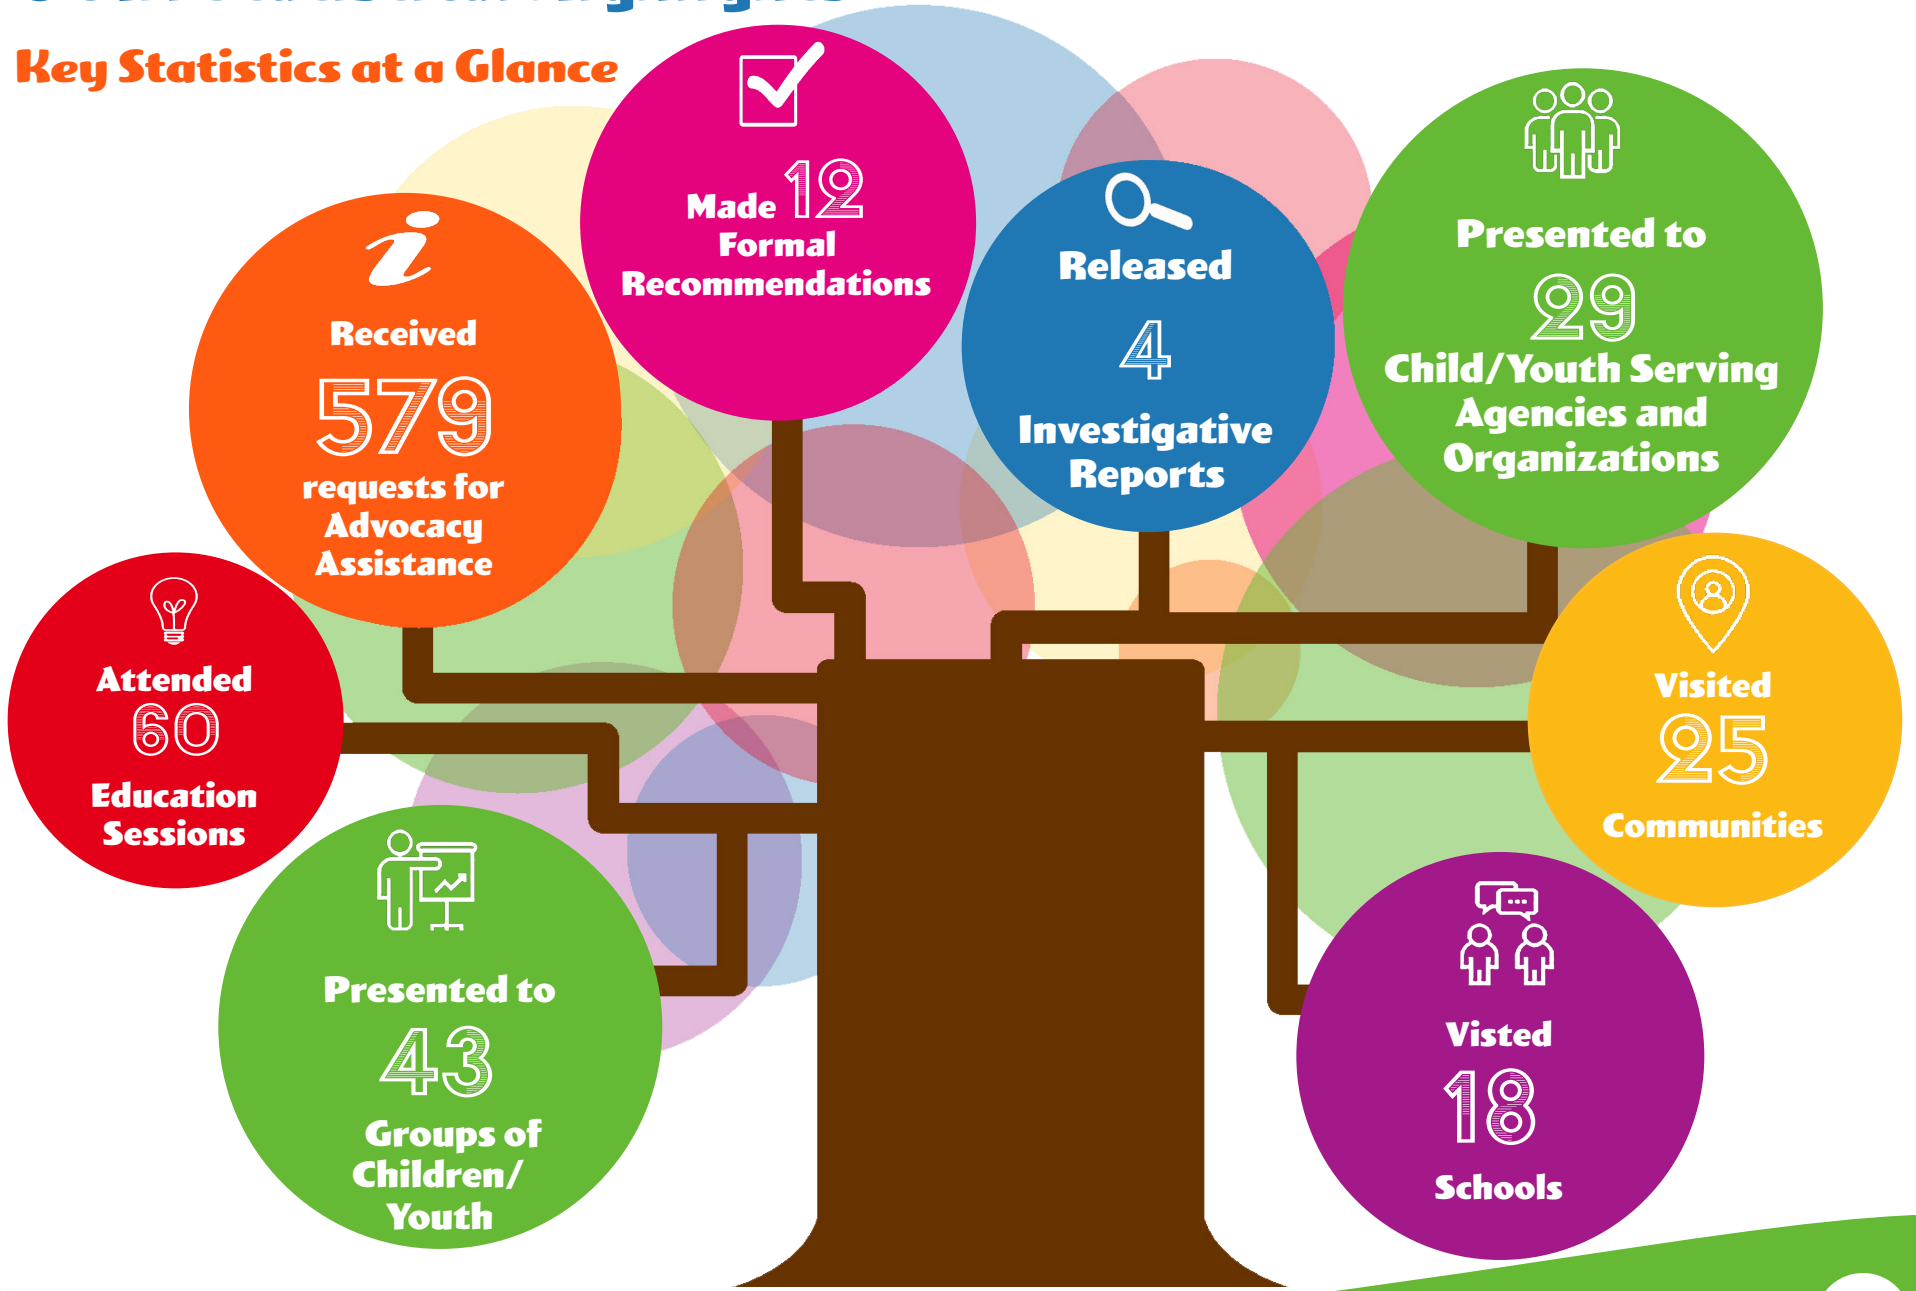 Key Statistics at a Glance
Made 12
Formal
Recommendations
Released
4
Investigative
Reports
Presented to
29
Child/Youth Serving
Agencies and
Organizations
Received
579
requests for
Advocacy
Assistance
Attended
60
Education
Sessions
Visited
25
Communities
Presented to
43
Groups of
Children/
Youth
Visted
18
Schools